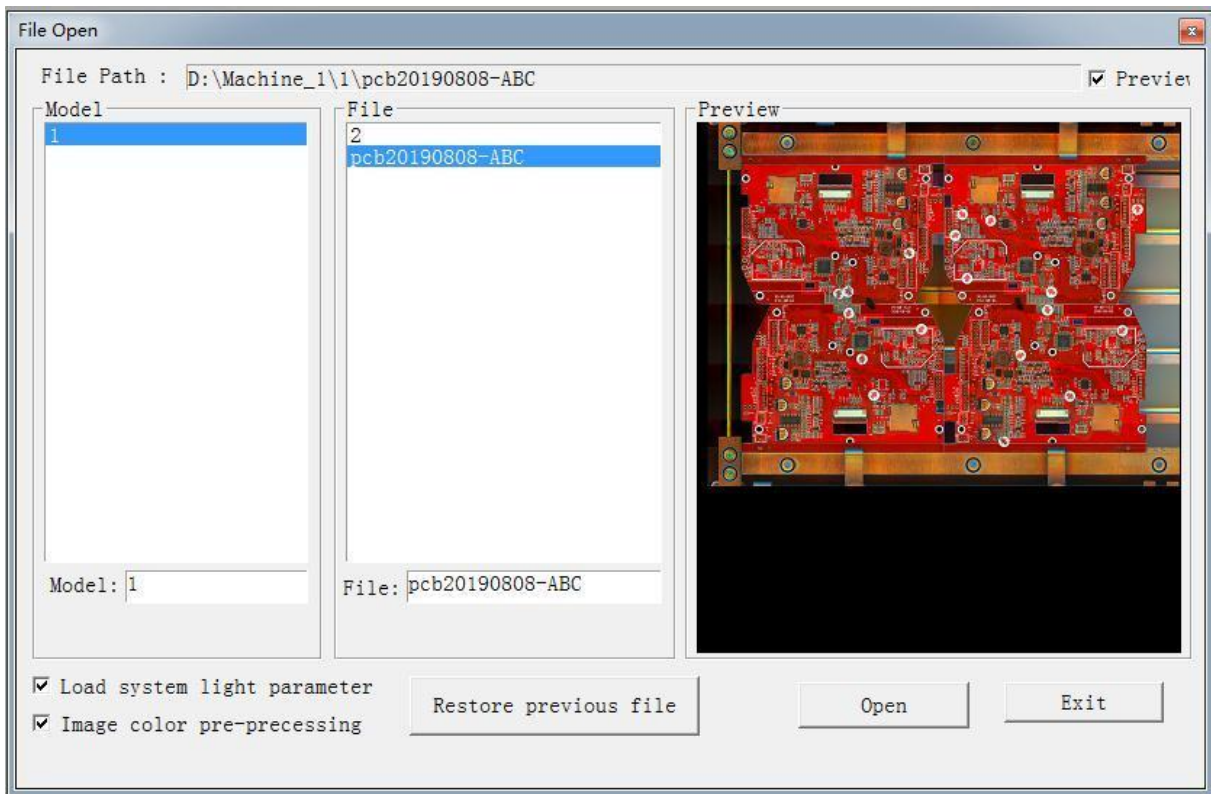 File Open
File Path : D:\Machine_1\1\pcb20190808-ABC
Preview
Model
1
Model: 1
File
2
pcb20190808-ABC
File: pcb20190808-ABC
Preview
Load system light parameter
Image color pre-precessing
Restore previous file
Open
Exit